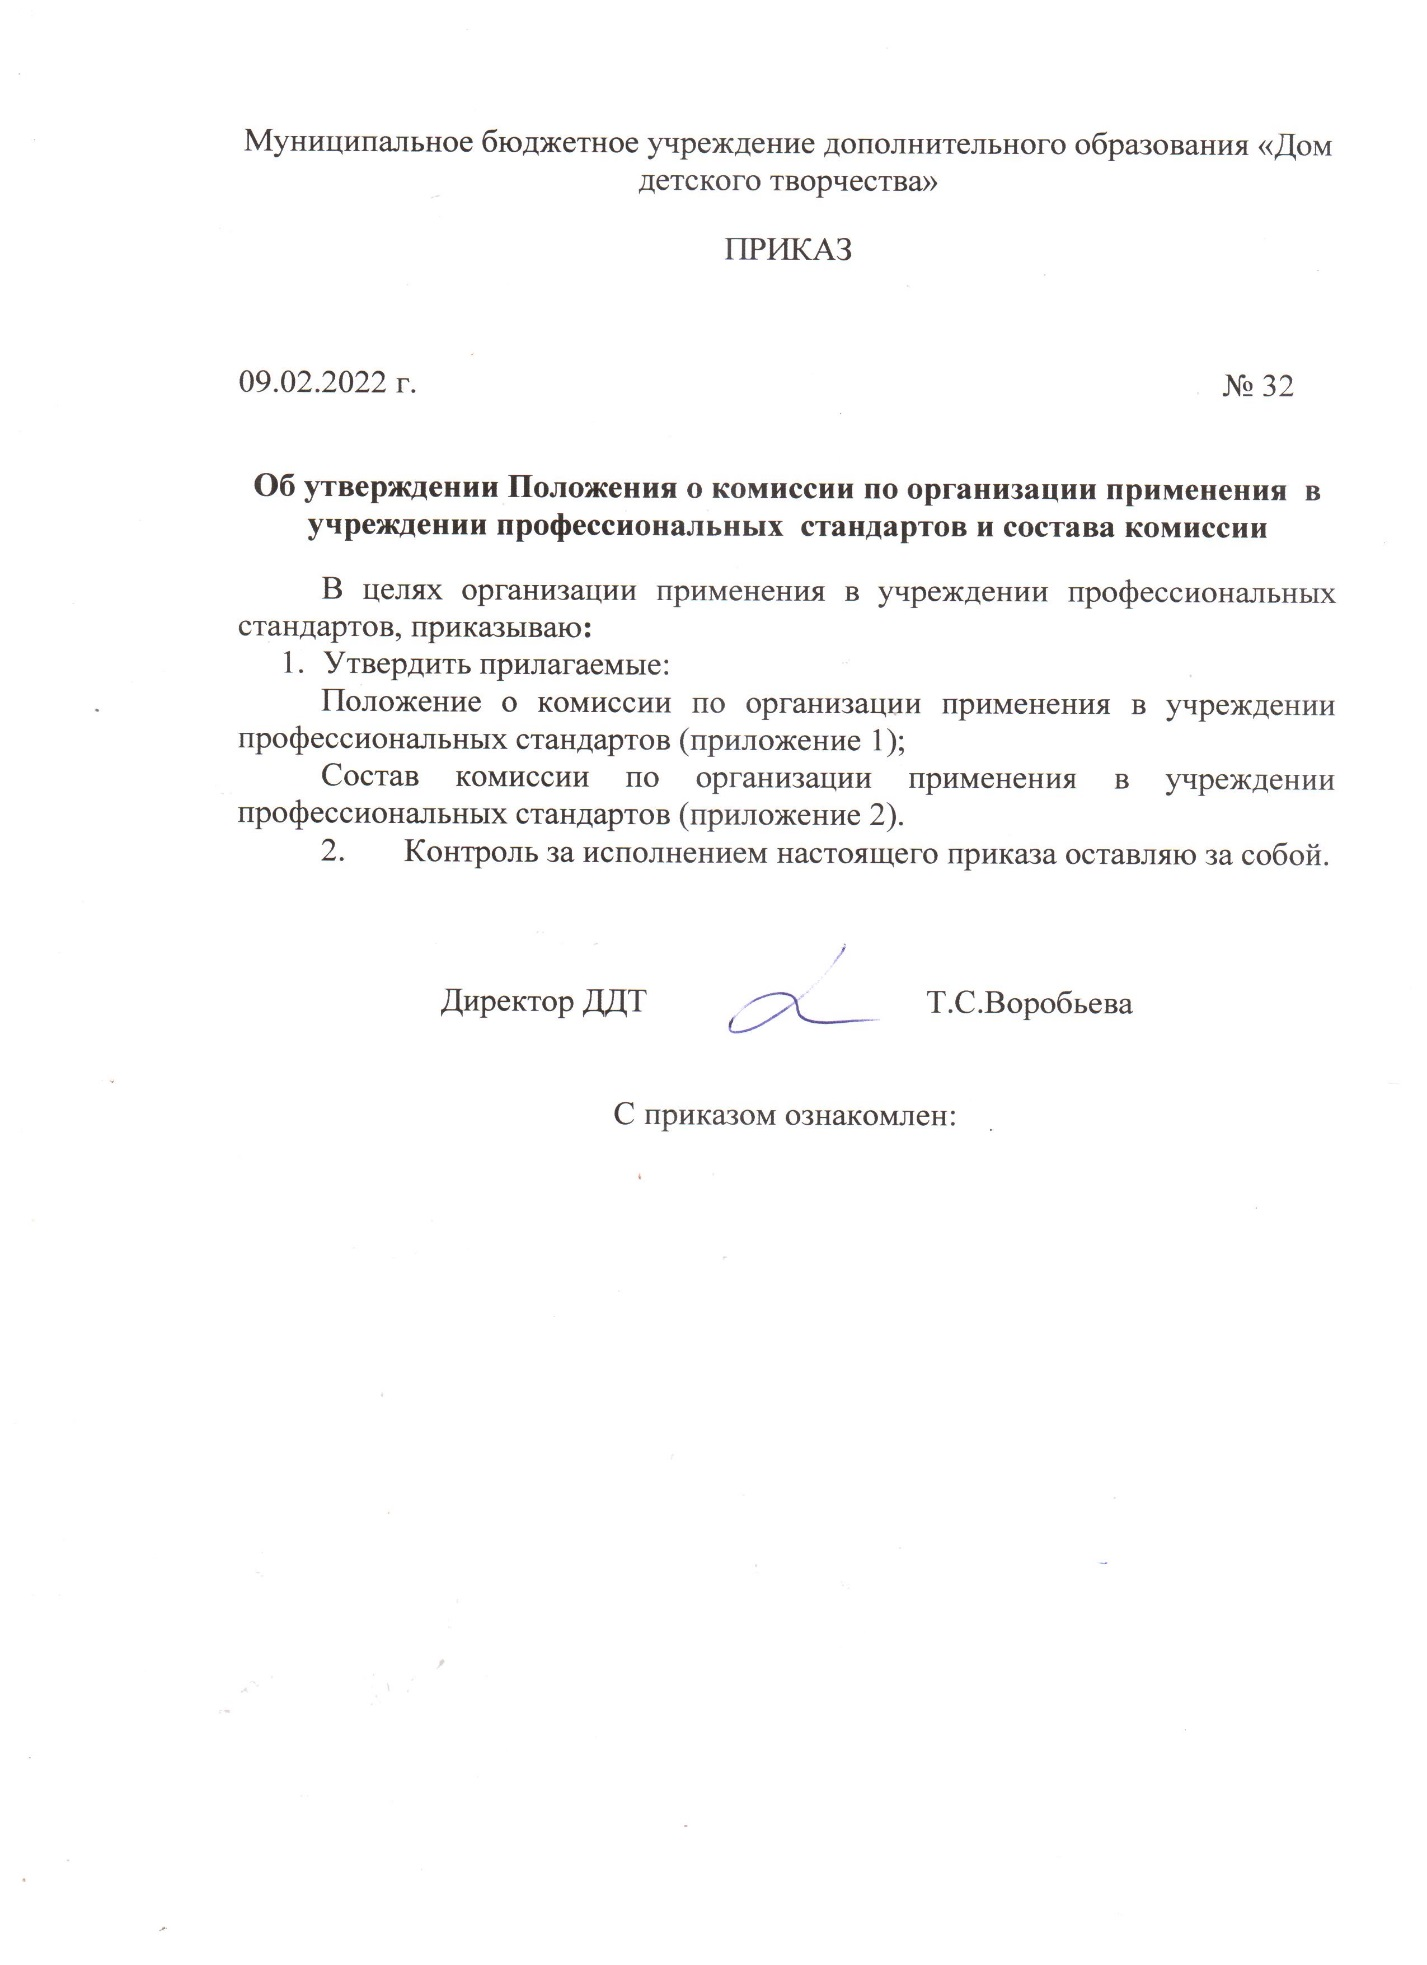 Муниципальное бюджетное учреждение дополнительного образования «Дом
детского творчества»
ПРИКАЗ
09.02.2022 г. № 32
Об утверждении Положения о комиссии по организации применения в
учреждении профессиональных стандартов и состава комиссии
В целях организации применения в учреждении профессиональных
стандартов, приказываю:
1. Утвердить прилагаемые:
Положение о комиссии по организации применения в учреждении
профессиональных стандартов (приложение 1);
Состав комиссии по организации применения в учреждении
профессиональных стандартов (приложение 2).
2. Контроль за исполнением настоящего приказа оставляю за собой.
Директор ДДТ Т.С.Воробьева
С приказом ознакомлен: